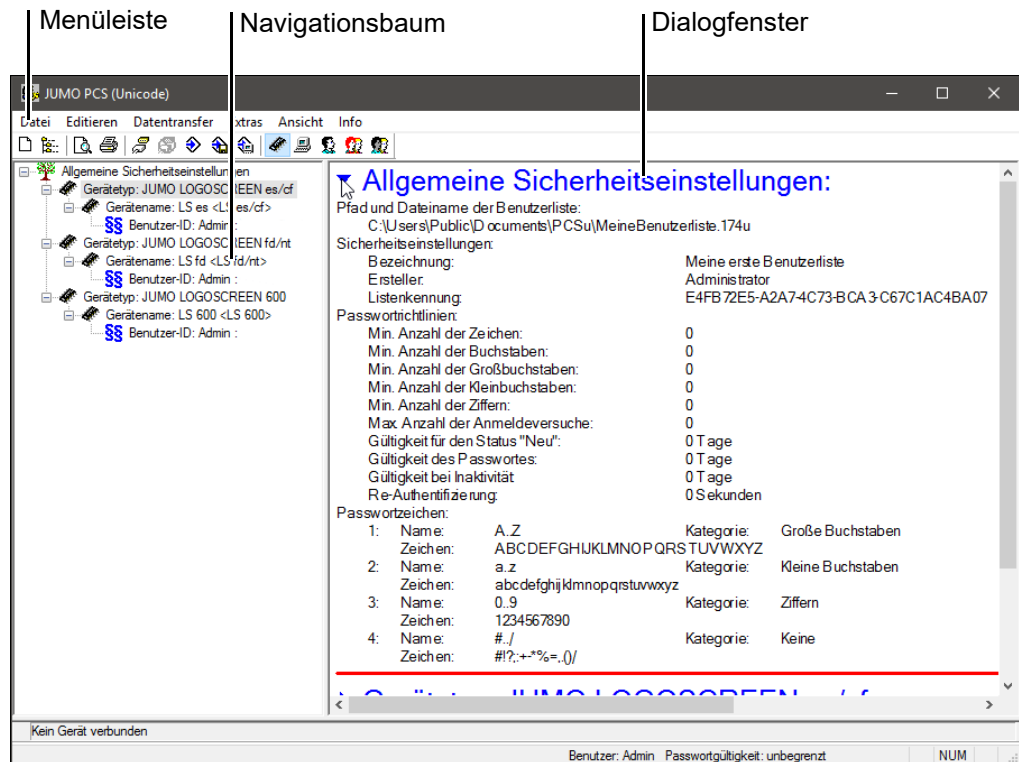 Menüleiste
Navigationsbaum
Dialogfenster
JUMO PCS (Unicode)
Datei Editieren Datentransfer Extras Ansicht Info
Allgemeine Sicherheitseinstellungen
Gerätetyp: JUMO LOGOSCREEN es/cf
Gerätename: LS es <LS es/cf>
§§ Benutzer-ID: Admin :
Gerätetyp: JUMO LOGOSCREEN fd/nt
Gerätename: LS fd <LS fd/nt>
§§ Benutzer-ID: Admin :
Gerätetyp: JUMO LOGOSCREEN 600
Gerätename: LS 600 <LS 600>
§§ Benutzer-ID: Admin :
Allgemeine Sicherheitseinstellungen:
Pfad und Dateiname der Benutzerliste:
C:\Users\Public\Documents\PCSu\MeineBenutzerliste.174u
Sicherheitseinstellungen:
Bezeichnung: Meine erste Benutzerliste
Ersteller: Administrator
Listenkennung: E4FB72E5-A2A7-4C73-BCA3-C67C1AC4BA07
Passwortrichtlinien:
Min. Anzahl der Zeichen: 0
Min. Anzahl der Buchstaben: 0
Min. Anzahl der Großbuchstaben: 0
Min. Anzahl der Kleinbuchstaben: 0
Min. Anzahl der Ziffern: 0
Max. Anzahl der Anmeldeversuche: 0
Gültigkeit für den Status "Neu": 0 Tage
Gültigkeit des Passwortes: 0 Tage
Gültigkeit bei Inaktivität: 0 Tage
Re-Authentifizierung: 0 Sekunden
Passwortzeichen:
1: Name: A..Z Kategorie: Große Buchstaben
Zeichen: ABCDEFGHIJKLMNOPQRSTUVWXYZ
2: Name: a.z Kategorie: Kleine Buchstaben
Zeichen: abcdefghijklmnopqrstuvwxyz
3: Name: 0..9 Kategorie: Ziffern
Zeichen: 1234567890
4: Name: #../ Kategorie: Keine
Zeichen: #!?;:+-*%=,.()/
Kein Gerät verbunden
Benutzer: Admin Passwortgültigkeit: unbegrenzt NUM